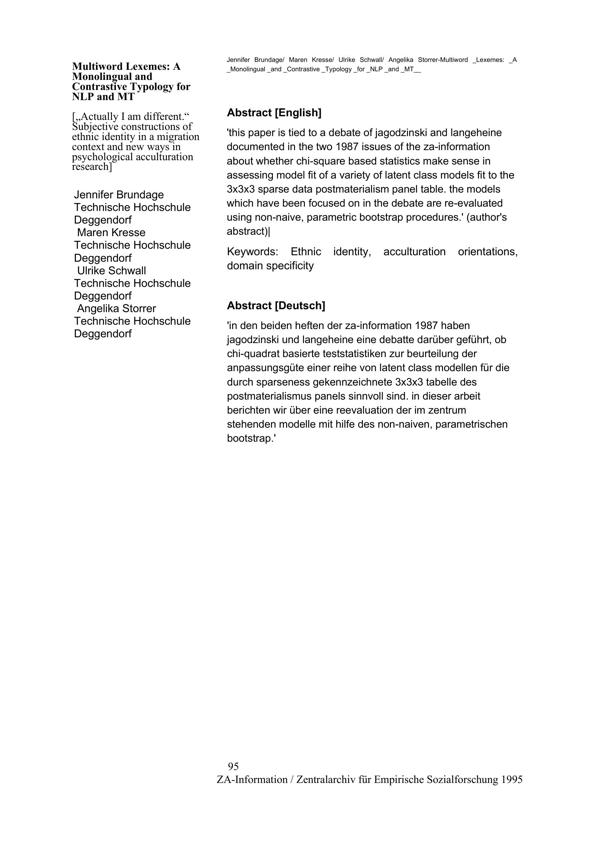 Multiword Lexemes: A
Monolingual and
Contrastive Typology for
NLP and MT
[„Actually I am different.“
Subjective constructions of
ethnic identity in a migration
context and new ways in
psychological acculturation
research]
Jennifer Brundage
Technische Hochschule
Deggendorf
Maren Kresse
Technische Hochschule
Deggendorf
Ulrike Schwall
Technische Hochschule
Deggendorf
Angelika Storrer
Technische Hochschule
Deggendorf
Jennifer Brundage/ Maren Kresse/ Ulrike Schwall/ Angelika Storrer-Multiword _Lexemes: _A
_Monolingual _and _Contrastive _Typology _for _NLP _and _MT__
Abstract [English]
'this paper is tied to a debate of jagodzinski and langeheine
documented in the two 1987 issues of the za-information
about whether chi-square based statistics make sense in
assessing model fit of a variety of latent class models fit to the
3x3x3 sparse data postmaterialism panel table. the models
which have been focused on in the debate are re-evaluated
using non-naive, parametric bootstrap procedures.' (author's
abstract)|
Keywords: Ethnic identity, acculturation orientations,
domain specificity
Abstract [Deutsch]
'in den beiden heften der za-information 1987 haben
jagodzinski und langeheine eine debatte darüber geführt, ob
chi-quadrat basierte teststatistiken zur beurteilung der
anpassungsgüte einer reihe von latent class modellen für die
durch sparseness gekennzeichnete 3x3x3 tabelle des
postmaterialismus panels sinnvoll sind. in dieser arbeit
berichten wir über eine reevaluation der im zentrum
stehenden modelle mit hilfe des non-naiven, parametrischen
bootstrap.'
95
ZA-Information / Zentralarchiv für Empirische Sozialforschung 1995